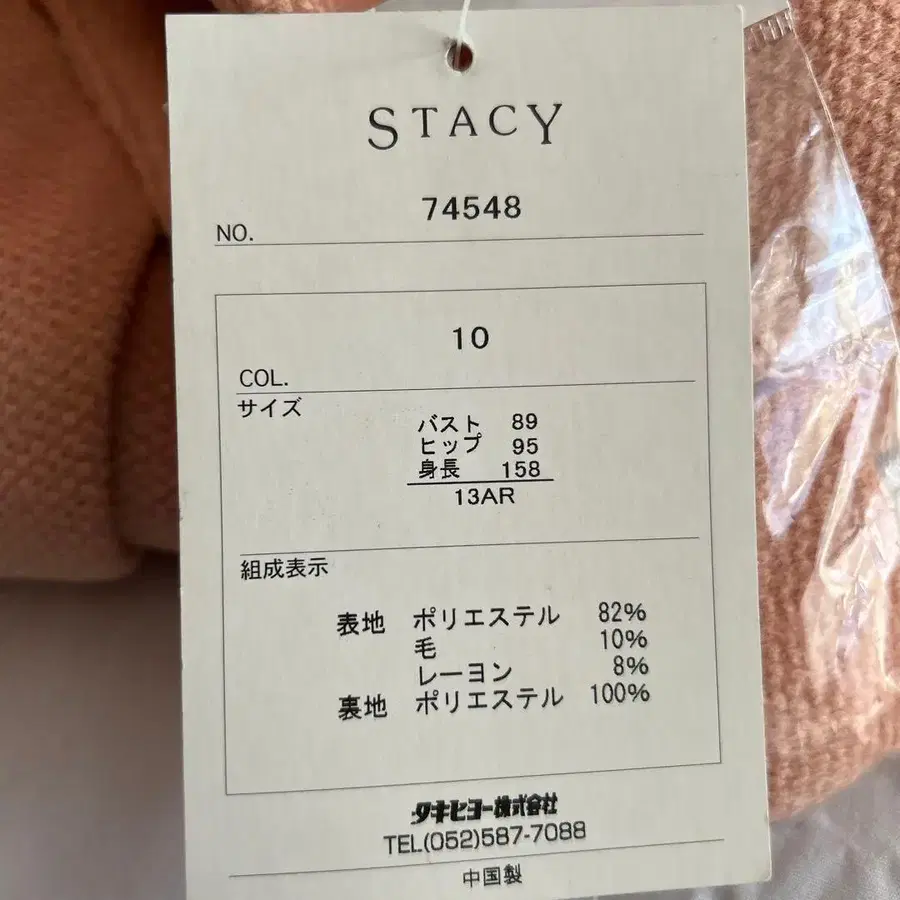 STACY
74548
NO.
10
COL.
サイズ
バスト 89
ヒップ 95
身長 158
13AR
組成表示
表地 ポリエステル 82%
毛 10%
レーヨン 8%
裏地 ポリエステル 100%
タキヒヨー株式会社
TEL(052)587-7088
中国製